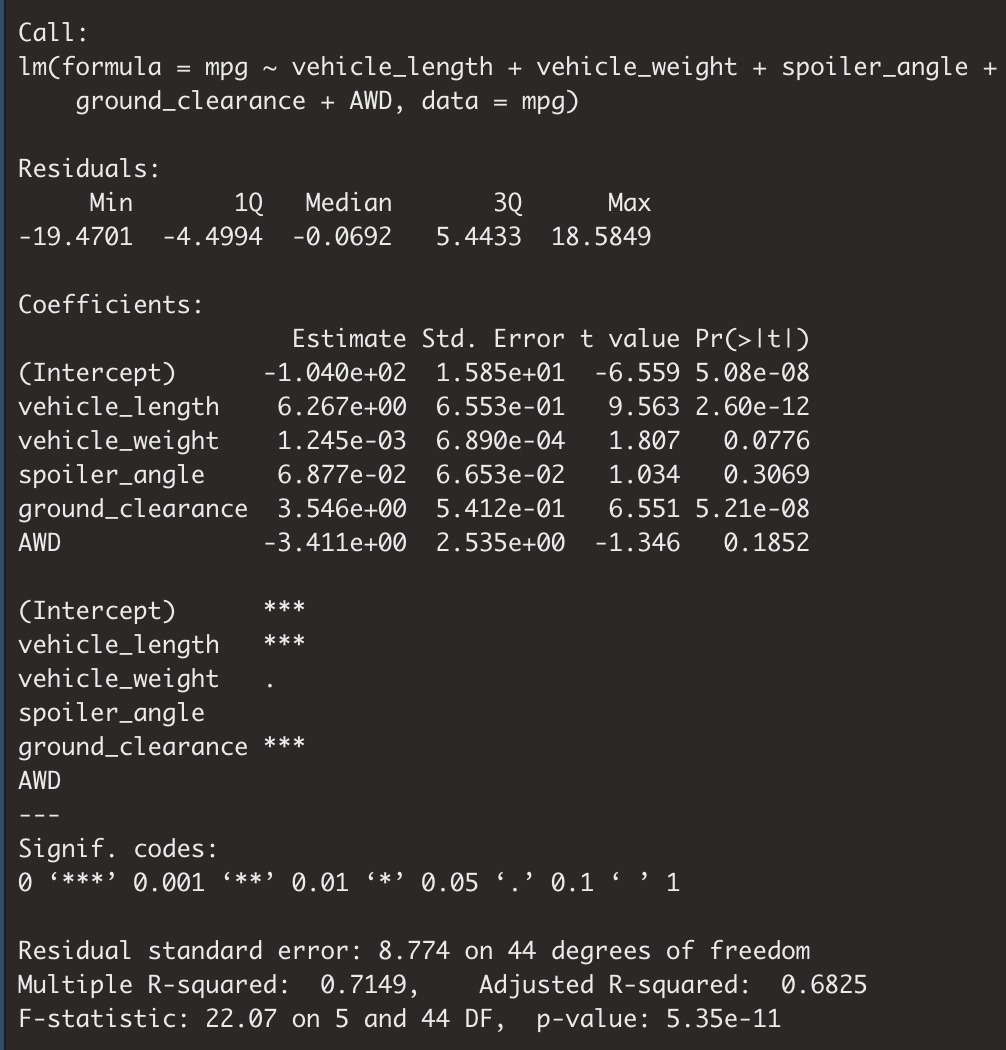 Call:
lm(formula = mpg ~ vehicle_length + vehicle_weight + spoiler_angle +
    ground_clearance + AWD, data = mpg)

Residuals:
     Min       1Q   Median       3Q      Max
-19.4701  -4.4994  -0.0692   5.4433  18.5849

Coefficients:
                   Estimate Std. Error t value Pr(>|t|)
(Intercept)      -1.040e+02  1.585e+01  -6.559 5.08e-08
vehicle_length    6.267e+00  6.553e-01   9.563 2.60e-12
vehicle_weight    1.245e-03  6.890e-04   1.807   0.0776
spoiler_angle     6.877e-02  6.653e-02   1.034   0.3069
ground_clearance  3.546e+00  5.412e-01   6.551 5.21e-08
AWD              -3.411e+00  2.535e+00  -1.346   0.1852

(Intercept)      ***
vehicle_length   ***
vehicle_weight   .
spoiler_angle
ground_clearance ***
AWD
---
Signif. codes:
0 ‘***’ 0.001 ‘**’ 0.01 ‘*’ 0.05 ‘.’ 0.1 ‘ ’ 1

Residual standard error: 8.774 on 44 degrees of freedom
Multiple R-squared:  0.7149,    Adjusted R-squared:  0.6825
F-statistic: 22.07 on 5 and 44 DF,  p-value: 5.35e-11